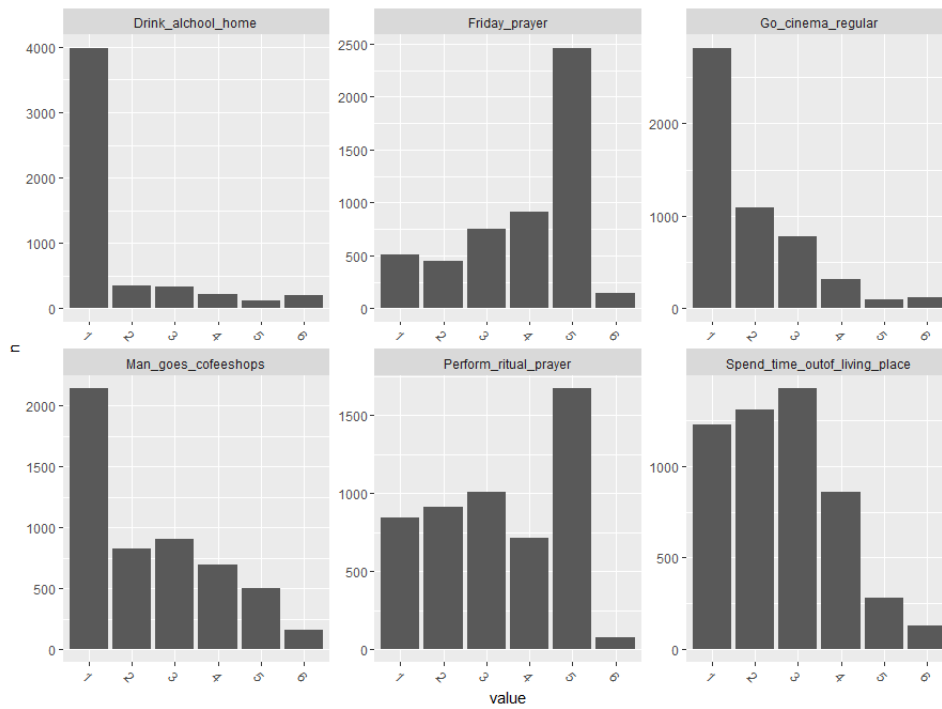 Drink_alchool_home
Friday_prayer
Go_cinema_regular
4000
3000
2000
1000
0
2500
2000
1500
1000
500
0
2000
1000
0
1 2 3 4 5 6
1 2 3 4 5 6
1 2 3 4 5 6
n
Man_goes_cofeeshops
Perform_ritual_prayer
Spend_time_outof_living_place
2000
1500
1000
500
0
1500
1000
500
0
1000
500
0
1 2 3 4 5 6
1 2 3 4 5 6
1 2 3 4 5 6
value